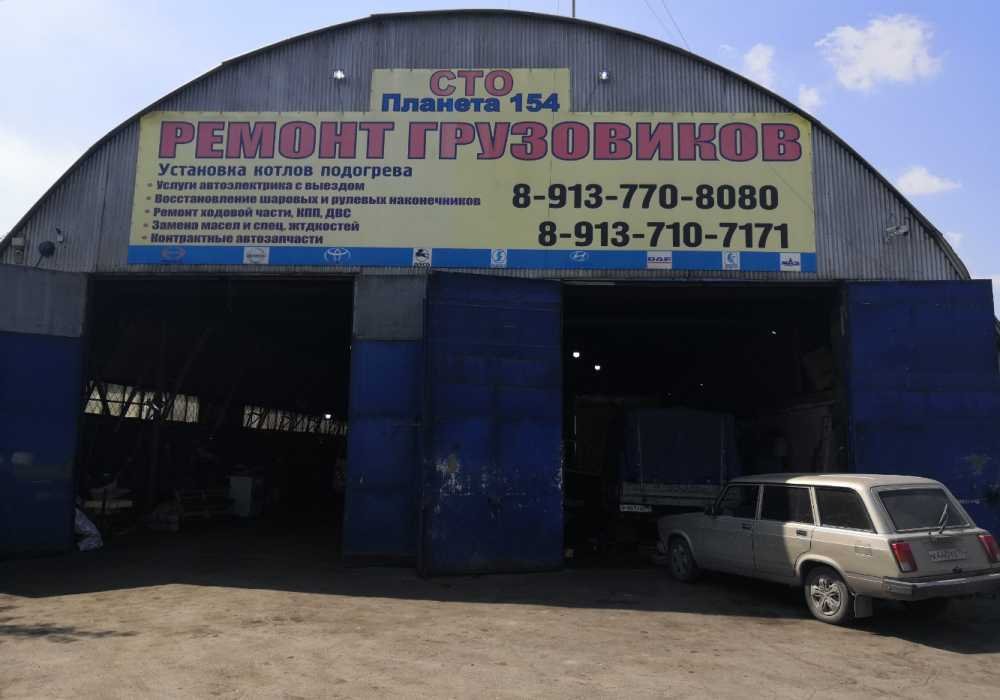 СТО
Планета 154
РЕМОНТ ГРУЗОВИКОВ
Установка котлов подогрева
• Услуги автоэлектрика с выездом
• Восстановление шаровых и рулевых наконечников
• Ремонт ходовой части, КПП, ДВС
• Замена масел и спец. жтдкостей
• Контрактные автозапчасти
8-913-770-8080
8-913-710-7171
DAF